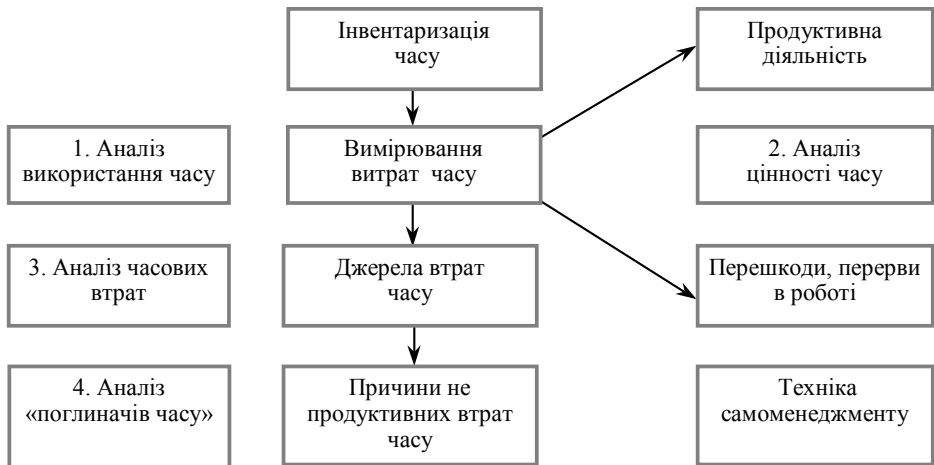 Інвентаризація
часу
Продуктивна
діяльність
1. Аналіз
використання часу
Вимірювання
витрат часу
2. Аналіз
цінності часу
3. Аналіз часових
втрат
Джерела втрат
часу
Перешкоди, перерви
в роботі
4. Аналіз
«поглиначів часу»
Причини не
продуктивних втрат
часу
Техніка
самоменеджменту